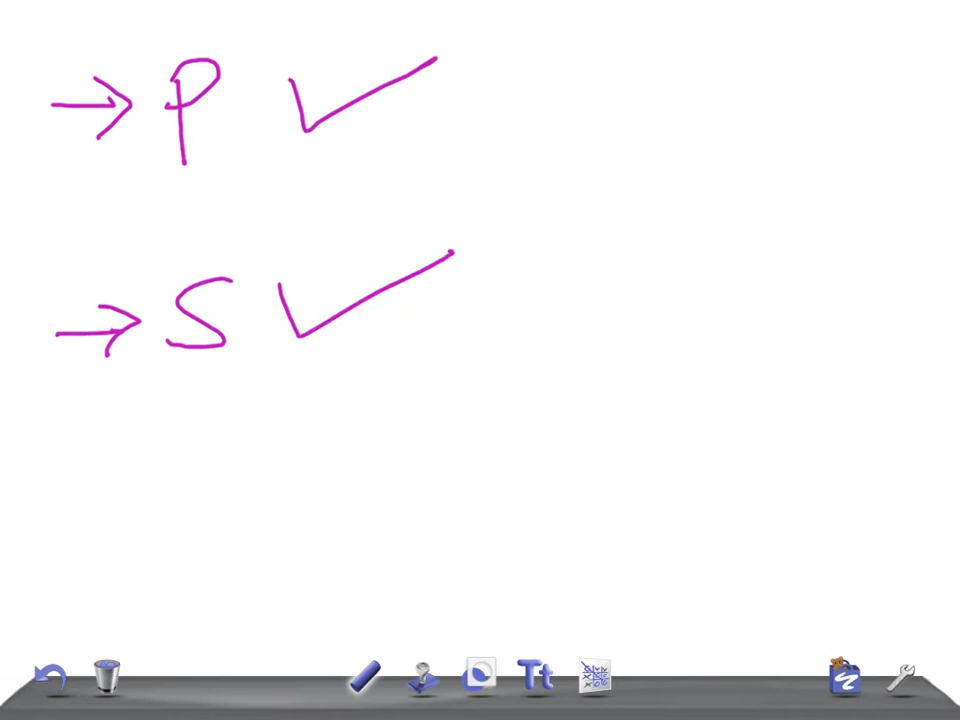 → P ✓
→ S ✓
Tt